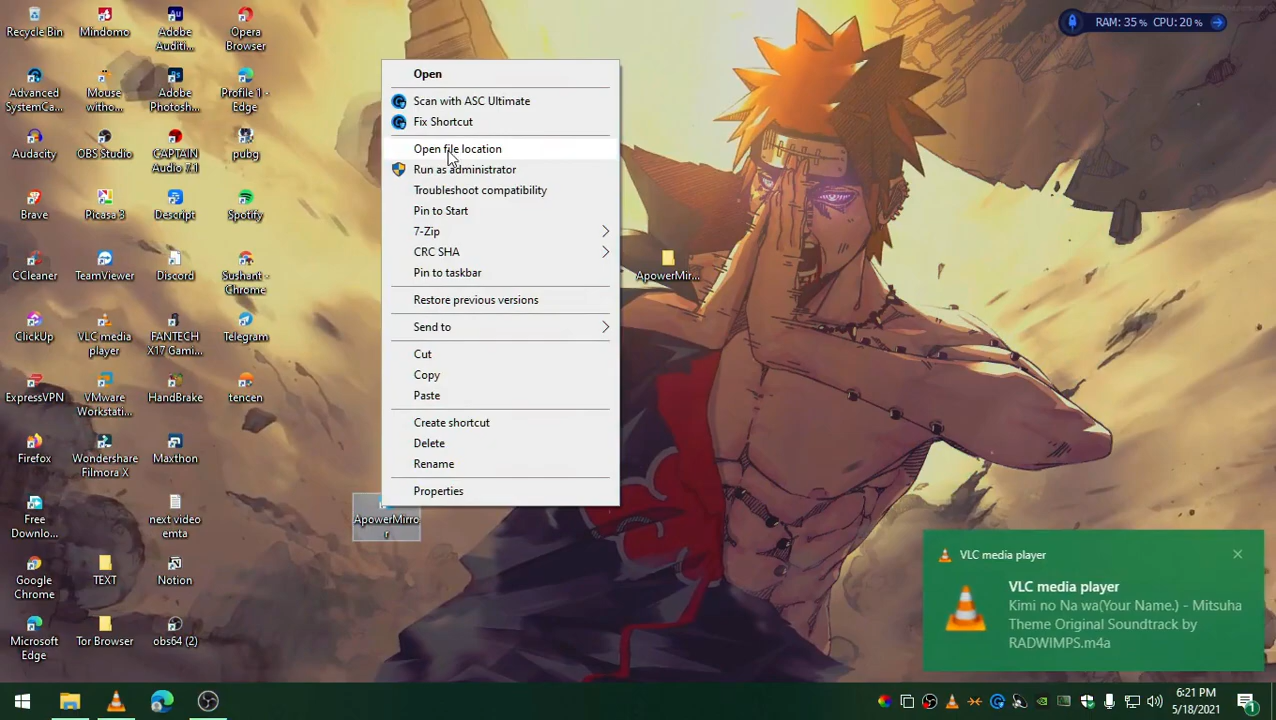 Recycle Bin
Mindomo
Adobe
Auditi...
Opera
Browser
Advanced
SystemCa...
Mouse
witho...
Adobe
Photosh...
Profile 1 -
Edge
Audacity
OBS Studio
CAPTAIN
Audio 7.1l
pubg
Brave
Picasa 3
Descript
Spotify
CCleaner
TeamViewer
Discord
Sushant -
Chrome
ClickUp
VLC media
player
FANTECH
X17 Gami...
Telegram
ExpressVPN
VMware
Workstati...
HandBrake
tencen
Firefox
Wondershare
Filmora X
Maxthon
Free
Downlo...
next video
emta
Google
Chrome
TEXT
Notion
Microsoft
Edge
Tor Browser
obs64 (2)
ApowerMirro
r
Open
Scan with ASC Ultimate
Fix Shortcut
Open file location
Run as administrator
Troubleshoot compatibility
Pin to Start
7-Zip
CRC SHA
Pin to taskbar
Restore previous versions
Send to
Cut
Copy
Paste
Create shortcut
Delete
Rename
Properties
ApowerMir...
RAM: 35 % CPU: 20 %
VLC media player
VLC media player
Kimi no Na wa(Your Name.) - Mitsuha
Theme Original Soundtrack by
RADWIMPS.m4a
6:21 PM
5/18/2021
1